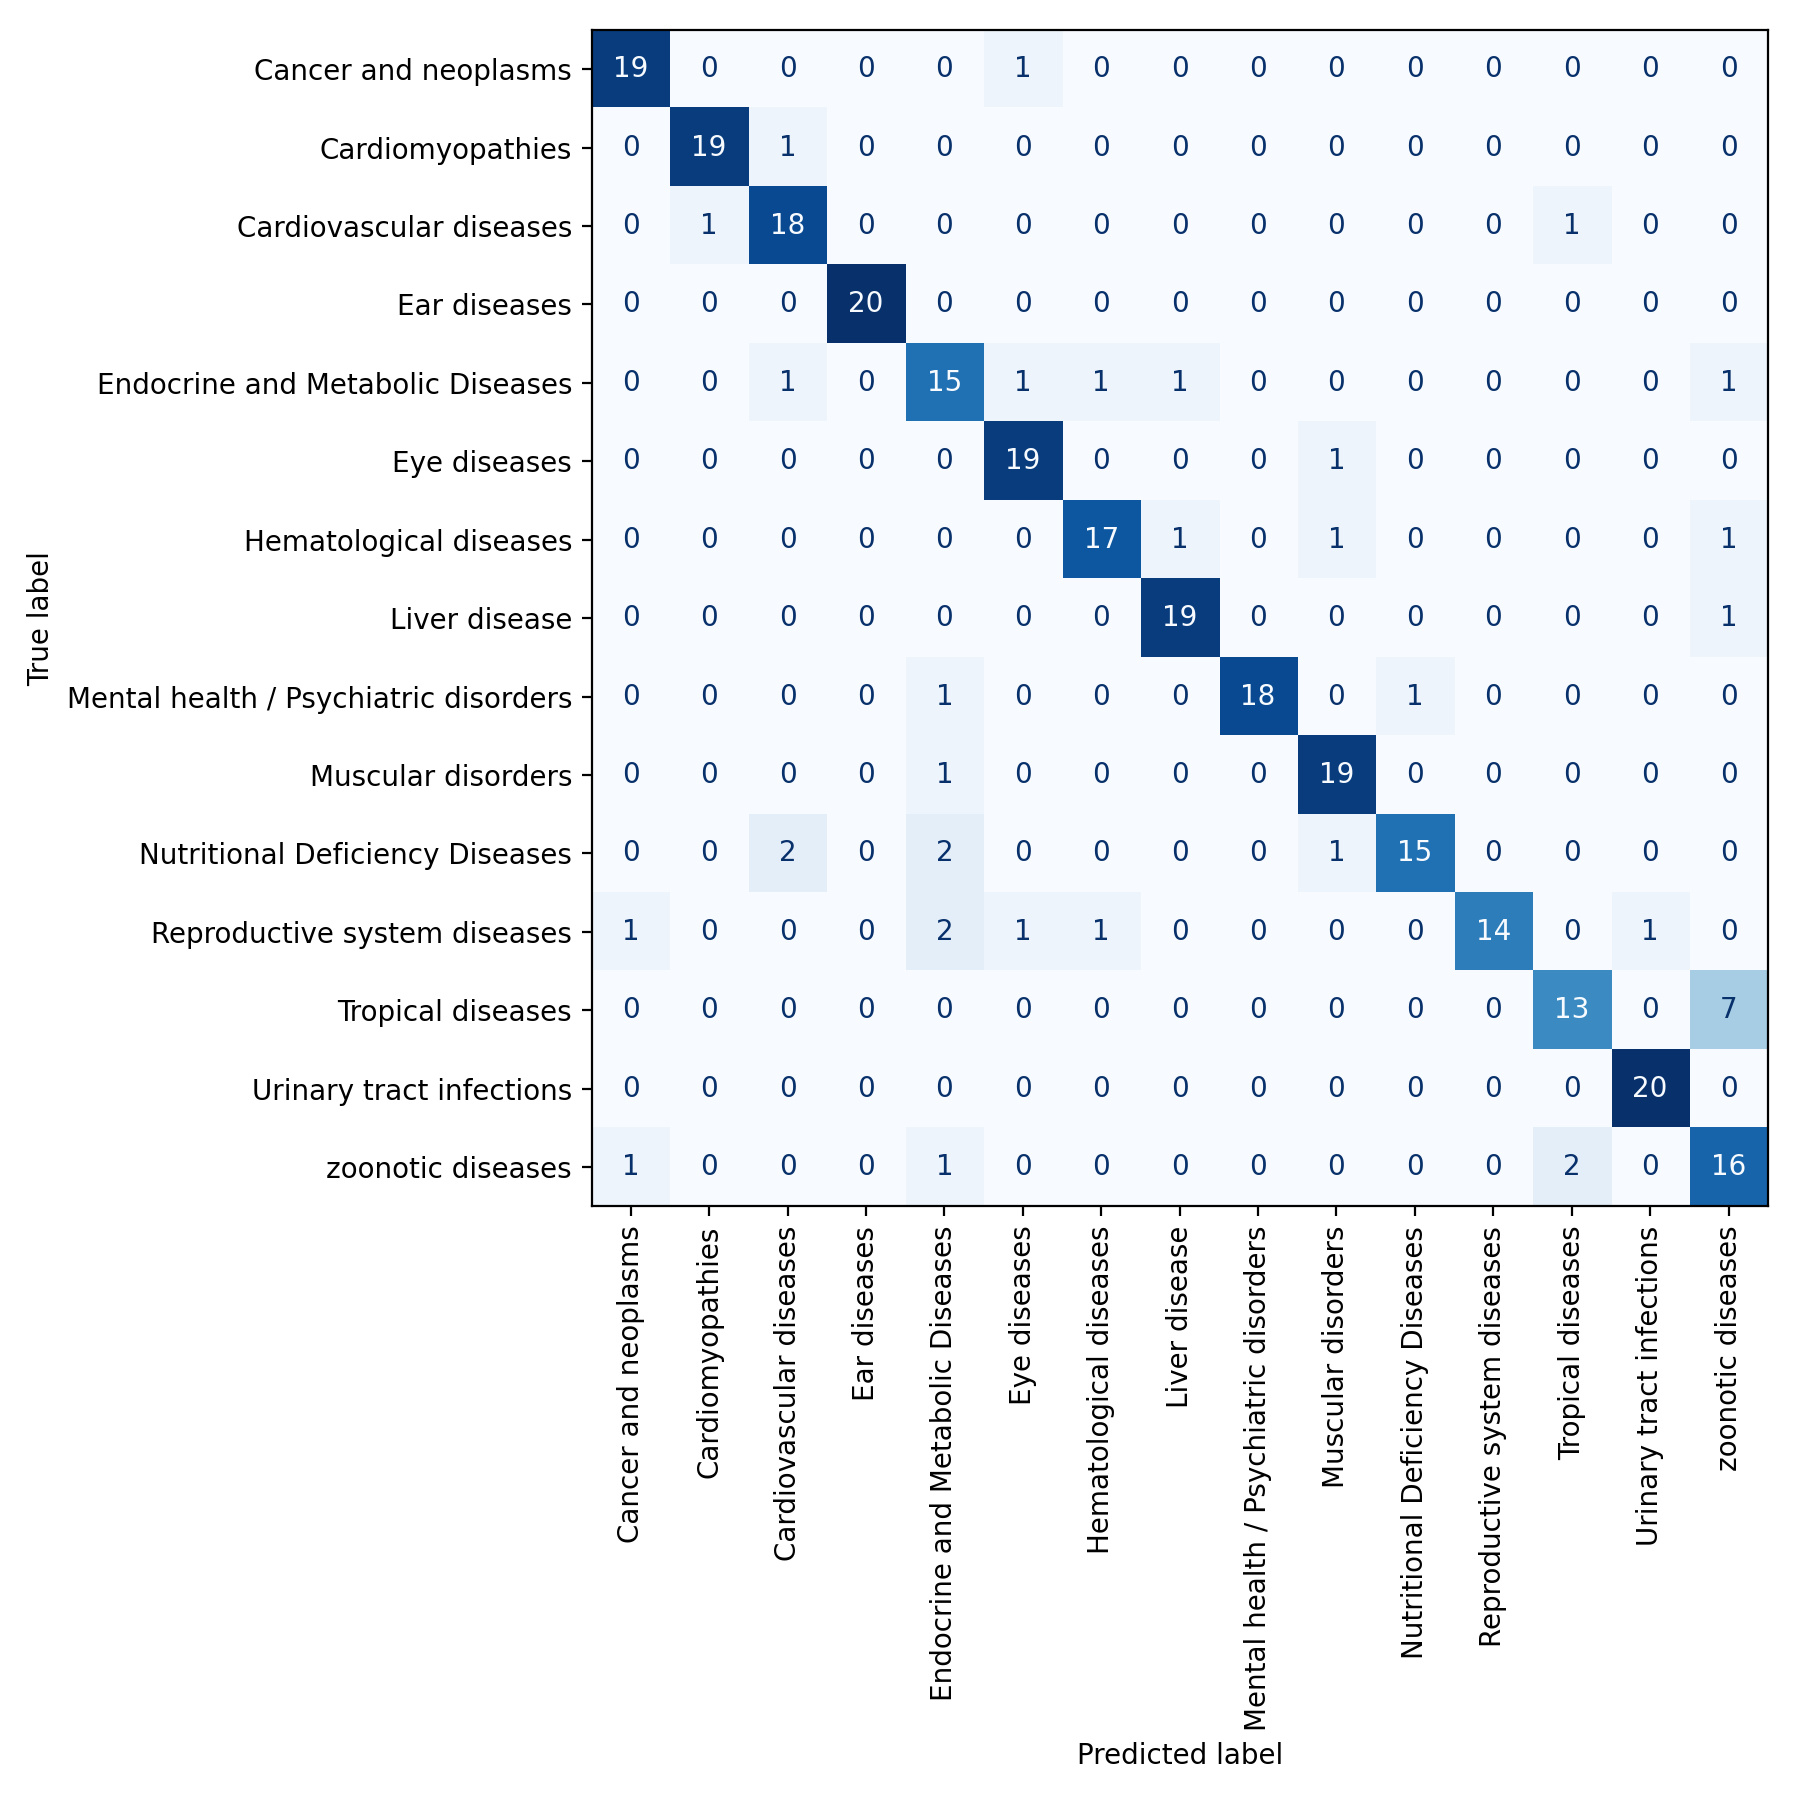 Cancer and neoplasms 19 0 0 0 0 1 0 0 0 0 0 0 0 0 0
Cardiomyopathies 0 19 1 0 0 0 0 0 0 0 0 0 0 0 0
Cardiovascular diseases 0 1 18 0 0 0 0 0 0 0 0 0 1 0 0
Ear diseases 0 0 0 20 0 0 0 0 0 0 0 0 0 0 0
Endocrine and Metabolic Diseases 0 0 1 0 15 1 1 1 0 0 0 0 0 0 1
Eye diseases 0 0 0 0 0 19 0 0 0 1 0 0 0 0 0
Hematological diseases 0 0 0 0 0 0 17 1 0 1 0 0 0 0 1
Liver disease 0 0 0 0 0 0 0 19 0 0 0 0 0 0 1
Mental health / Psychiatric disorders 0 0 0 0 1 0 0 0 18 0 1 0 0 0 0
Muscular disorders 0 0 0 0 1 0 0 0 0 19 0 0 0 0 0
Nutritional Deficiency Diseases 0 0 2 0 2 0 0 0 0 1 15 0 0 0 0
Reproductive system diseases 1 0 0 0 2 1 1 0 0 0 0 14 0 1 0
Tropical diseases 0 0 0 0 0 0 0 0 0 0 0 0 13 0 7
Urinary tract infections 0 0 0 0 0 0 0 0 0 0 0 0 0 20 0
zoonotic diseases 1 0 0 0 1 0 0 0 0 0 0 0 2 0 16
True label
Cancer and neoplasms
Cardiomyopathies
Cardiovascular diseases
Ear diseases
Endocrine and Metabolic Diseases
Eye diseases
Hematological diseases
Liver disease
Mental health / Psychiatric disorders
Muscular disorders
Nutritional Deficiency Diseases
Reproductive system diseases
Tropical diseases
Urinary tract infections
zoonotic diseases
Predicted label